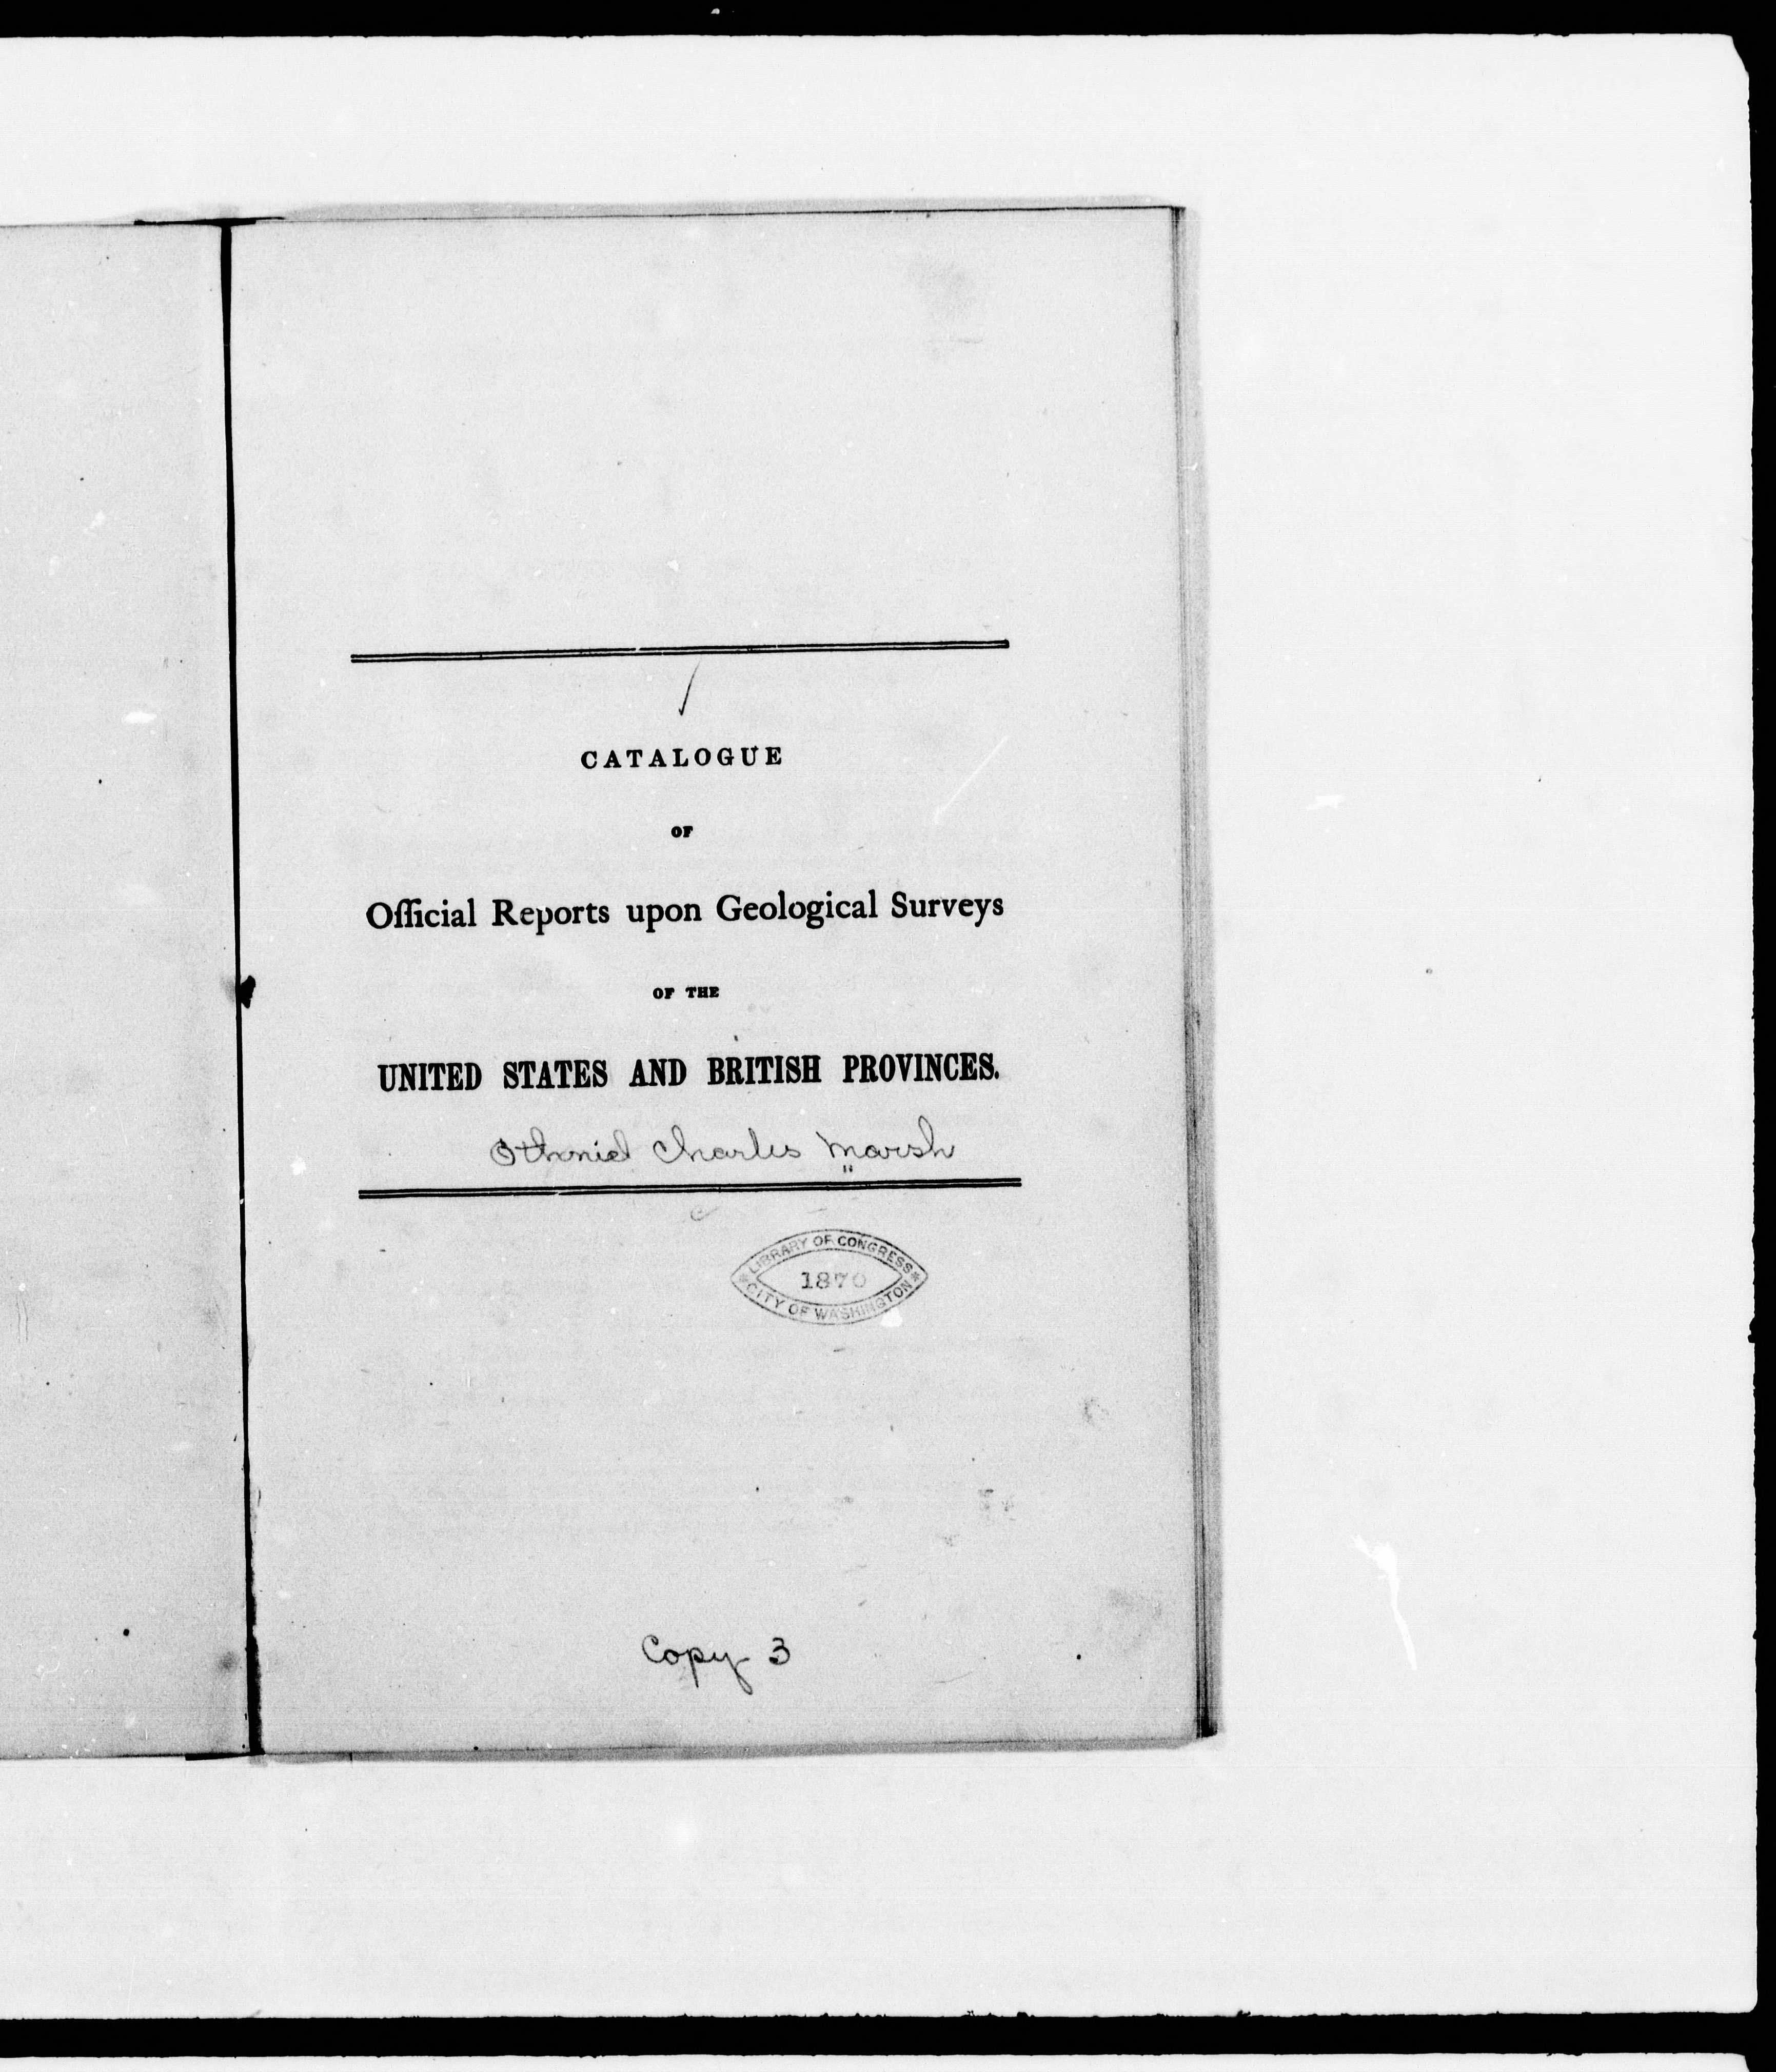 CATALOGUE
OF
Official Reports upon Geological Surveys
OF THE
UNITED STATES AND BRITISH PROVINCES.
Othniel Charles Marsh
LIBRARY OF CONGRESS
1870
CITY OF WASHINGTON
Copy 3